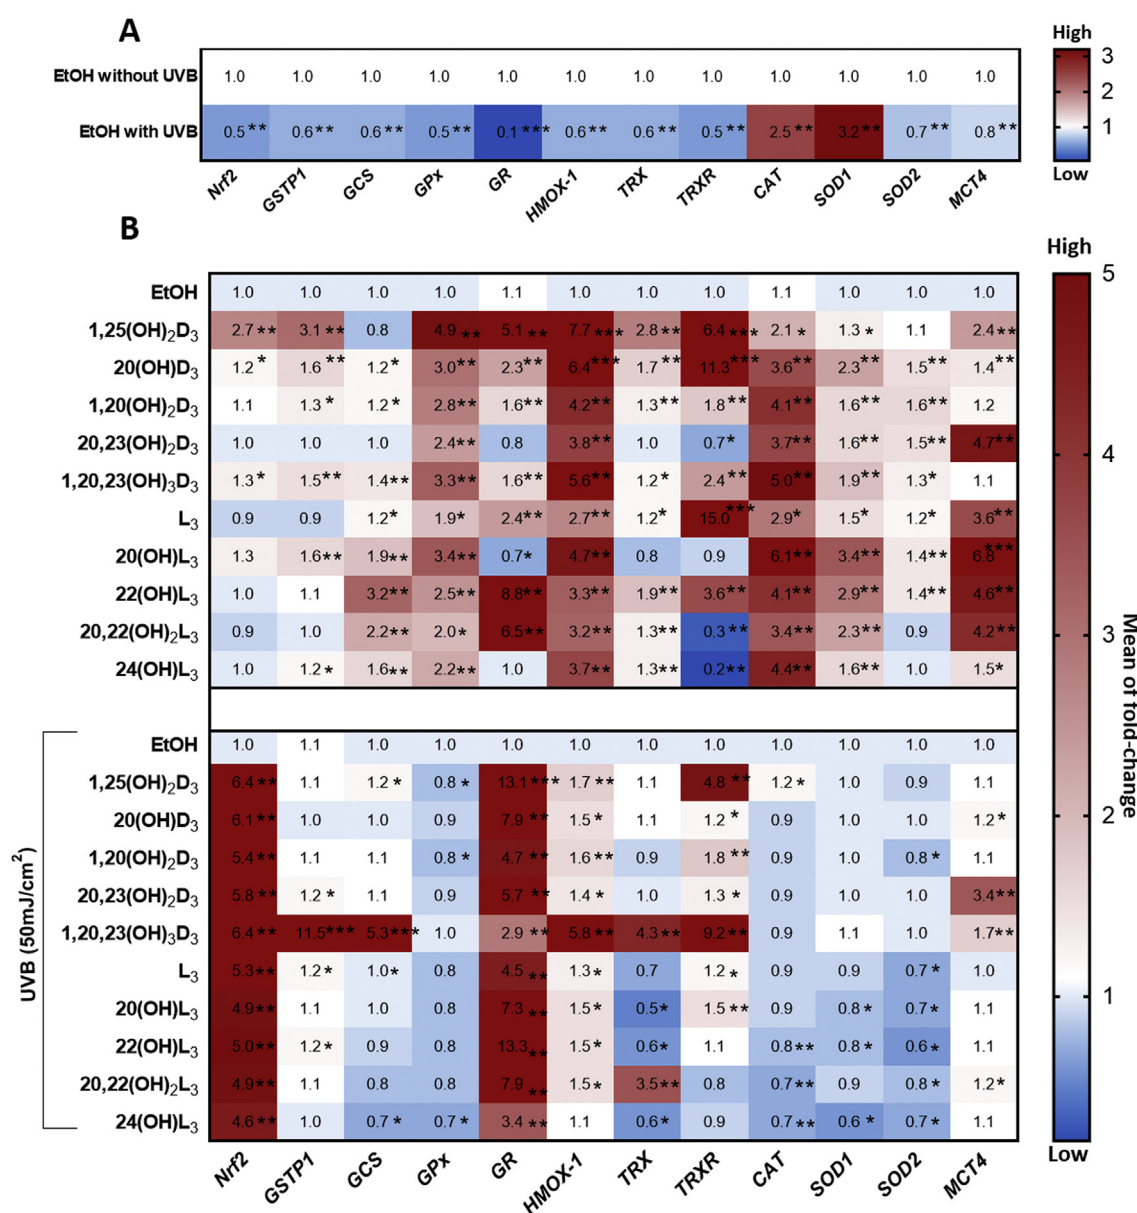 A
High
EtOH without UVB 1.0 1.0 1.0 1.0 1.0 1.0 1.0 1.0 1.0 1.0 1.0 1.0
3
EtOH with UVB 0.5** 0.6** 0.6** 0.5** 0.1*** 0.6** 0.6** 0.5** 2.5** 3.2** 0.7** 0.8**
2
1
Low
Nrf2 GSTP1 GCS GPx GR HMOX-1 TRX TRXR CAT SOD1 SOD2 MCT4
B
High
EtOH 1.0 1.0 1.0 1.0 1.1 1.0 1.0 1.0 1.1 1.0 1.0 1.0
1,25(OH)₂D₃ 2.7** 3.1** 0.8 4.9** 5.1** 7.7*** 2.8** 6.4*** 2.1* 1.3* 1.1 2.4**
20(OH)D₃ 1.2* 1.6** 1.2* 3.0** 2.3** 6.4*** 1.7** 11.3*** 3.6** 2.3** 1.5** 1.4**
1,20(OH)₂D₃ 1.1 1.3* 1.2* 2.8** 1.6** 4.2** 1.3** 1.8** 4.1** 1.6** 1.6** 1.2
20,23(OH)₂D₃ 1.0 1.0 1.0 2.4** 0.8 3.8** 1.0 0.7* 3.7** 1.6** 1.5** 4.7**
1,20,23(OH)₃D₃ 1.3* 1.5** 1.4** 3.3** 1.6** 5.6** 1.2* 2.4** 5.0** 1.9** 1.3* 1.1
L₃ 0.9 0.9 1.2* 1.9* 2.4** 2.7** 1.2* 15.0*** 2.9* 1.5* 1.2* 3.6**
20(OH)L₃ 1.3 1.6** 1.9** 3.4** 0.7* 4.7** 0.8 0.9 6.1** 3.4** 1.4** 6.8***
22(OH)L₃ 1.0 1.1 3.2** 2.5** 8.8** 3.3** 1.9** 3.6** 4.1** 2.9** 1.4** 4.6**
20,22(OH)₂L₃ 0.9 1.0 2.2** 2.0* 6.5** 3.2** 1.3** 0.3** 3.4** 2.3** 0.9 4.2**
24(OH)L₃ 1.0 1.2* 1.6** 2.2** 1.0 3.7** 1.3** 0.2** 4.4** 1.6** 1.0 1.5*
UVB (50mJ/cm²)
EtOH 1.0 1.1 1.0 1.0 1.0 1.0 1.0 1.0 1.0 1.0 1.0 1.0
1,25(OH)₂D₃ 6.4** 1.1 1.2* 0.8* 13.1*** 1.7** 1.1 4.8** 1.2* 1.0 0.9 1.1
20(OH)D₃ 6.1** 1.0 1.0 0.9 7.9** 1.5* 1.1 1.2* 0.9 1.0 1.0 1.2*
1,20(OH)₂D₃ 5.4** 1.1 1.1 0.8* 4.7** 1.6** 0.9 1.8** 0.9 1.0 0.8* 1.1
20,23(OH)₂D₃ 5.8** 1.2* 1.1 0.9 5.7** 1.4* 1.0 1.3* 0.9 1.0 1.0 3.4**
1,20,23(OH)₃D₃ 6.4** 11.5*** 5.3*** 1.0 2.9** 5.8** 4.3** 9.2** 0.9 1.1 1.0 1.7**
L₃ 5.3** 1.2* 1.0* 0.8 4.5** 1.3* 0.7 1.2* 0.9 0.9 0.7* 1.0
20(OH)L₃ 4.9** 1.1 1.0 0.8 7.3** 1.5* 0.5* 1.5** 0.9 0.8* 0.7* 1.1
22(OH)L₃ 5.0** 1.2* 0.9 0.8 13.3** 1.5* 0.6* 1.1 0.8** 0.8* 0.6* 1.1
20,22(OH)₂L₃ 4.9** 1.1 0.8 0.8 7.9** 1.5* 3.5** 0.8 0.7** 0.9 0.8* 1.2*
24(OH)L₃ 4.6** 1.0 0.7* 0.7* 3.4** 1.1 0.6* 0.9 0.7** 0.6* 0.7* 1.1
5
4
3
2
1
Mean of fold-change
Low
Nrf2 GSTP1 GCS GPx GR HMOX-1 TRX TRXR CAT SOD1 SOD2 MCT4